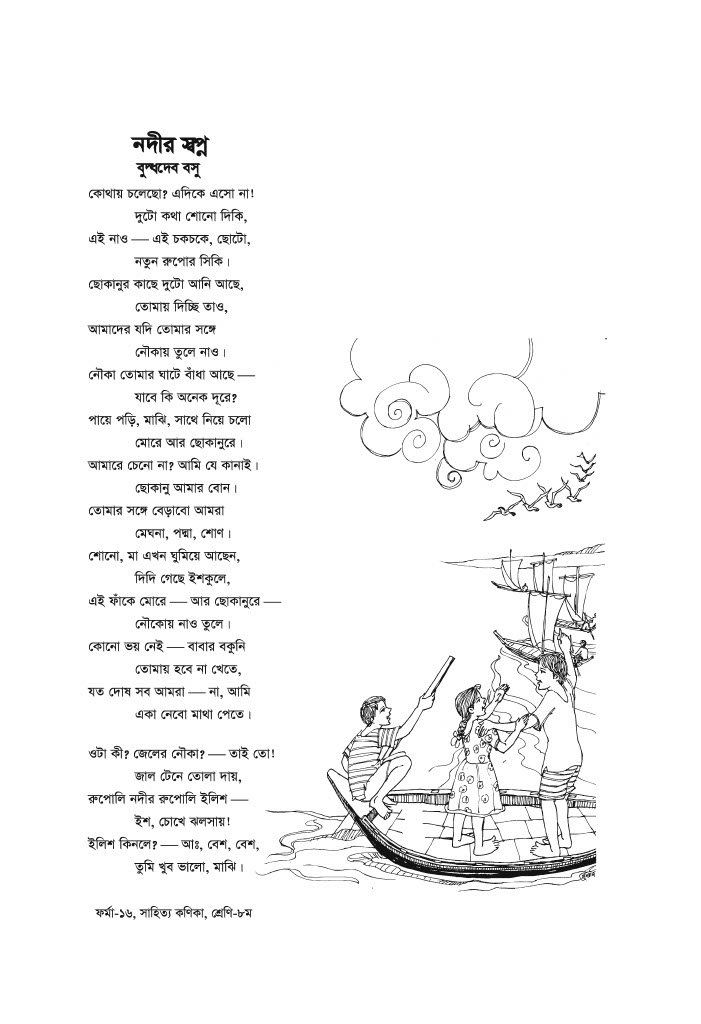 নদীর স্বপ্ন
বুদ্ধদেব বসু
কোথায় চলেছো? এদিকে এসো না!
দুটো কথা শোনো দিকি,
এই নাও — এই চকচকে, ছোটো,
নতুন রুপোর সিকি।
ছোকানুর কাছে দুটো আনি আছে,
তোমায় দিচ্ছি তাও,
আমাদের যদি তোমার সঙ্গে
নৌকায় তুলে নাও।
নৌকা তোমার ঘাটে বাঁধা আছে —
যাবে কি অনেক দূরে?
পায়ে পড়ি, মাঝি, সাথে নিয়ে চলো
মোরে আর ছোকানুরে।
আমারে চেনো না? আমি যে কানাই।
ছোকানু আমার বোন।
তোমার সঙ্গে বেড়াবো আমরা
মেঘনা, পদ্মা, শোণ।
শোনো, মা এখন ঘুমিয়ে আছেন,
দিদি গেছে ইশকুলে,
এই ফাঁকে মোরে — আর ছোকানুরে —
নৌকোয় নাও তুলে।
কোনো ভয় নেই — বাবার বকুনি
তোমায় হবে না খেতে,
যত দোষ সব আমরা — না, আমি
একা নেবো মাথা পেতে।
ওটা কী? জেলের নৌকা? — তাই তো!
জাল টেনে তোলা দায়,
রুপোলি নদীর রুপোলি ইলিশ —
ইশ, চোখে ঝলসায়!
ইলিশ কিনলে? — আঃ, বেশ, বেশ,
তুমি খুব ভালো, মাঝি।
ফর্মা-১৬, সাহিত্য কণিকা, শ্রেণি-৮ম